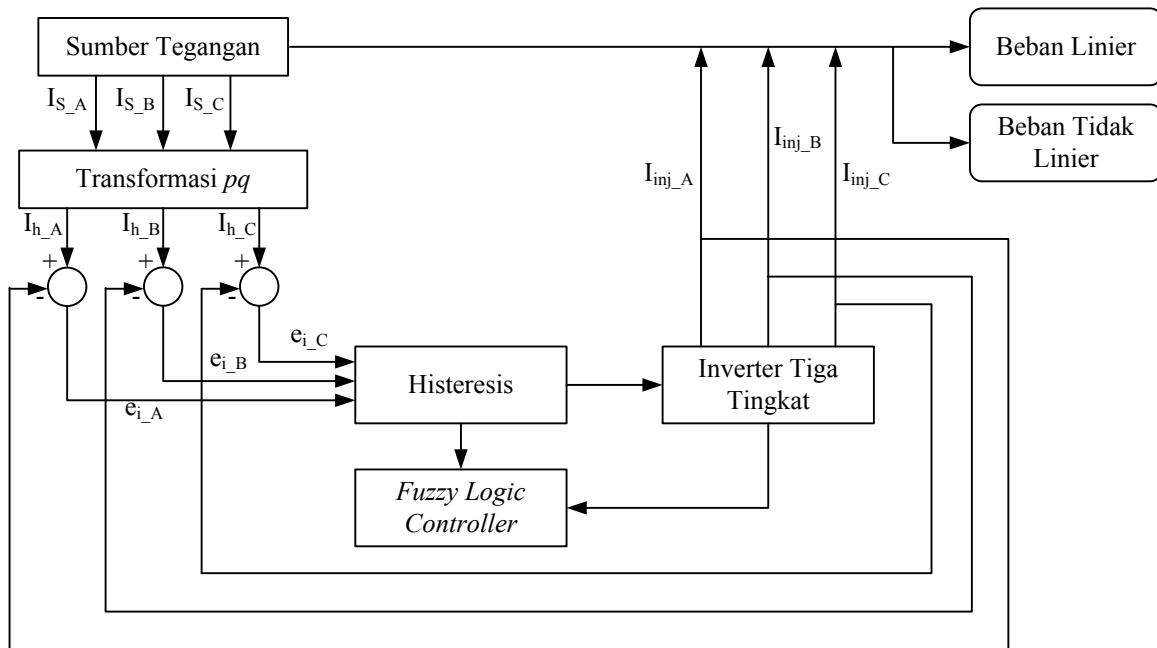 Sumber Tegangan
Beban Linier
I_S_A
I_S_B
I_S_C
Beban Tidak
Linier
I_inj_B
Transformasi pq
I_inj_A
I_inj_C
I_h_A
I_h_B
I_h_C
+
+
+
-
-
-
e_i_C
e_i_B
e_i_A
Histeresis
Inverter Tiga
Tingkat
Fuzzy Logic
Controller